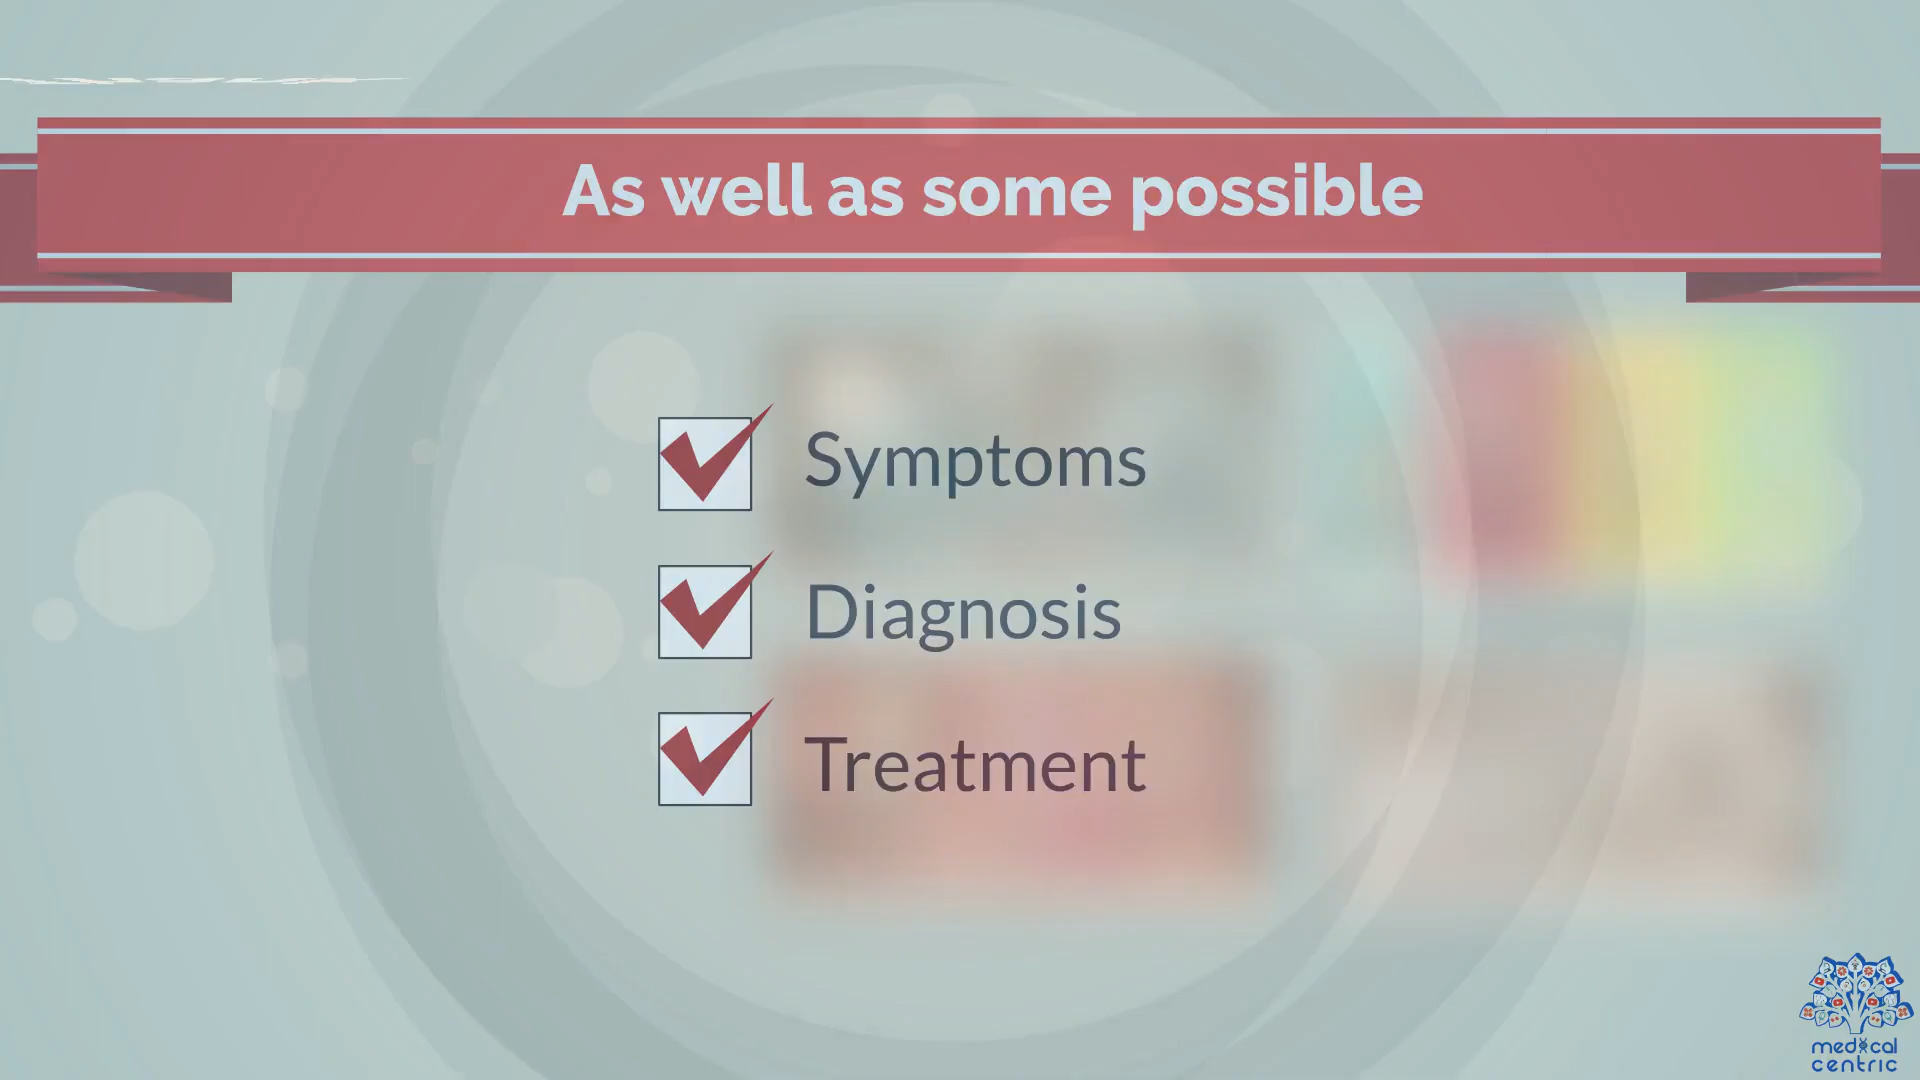 As well as some possible
Symptoms
Diagnosis
Treatment
medical
centric